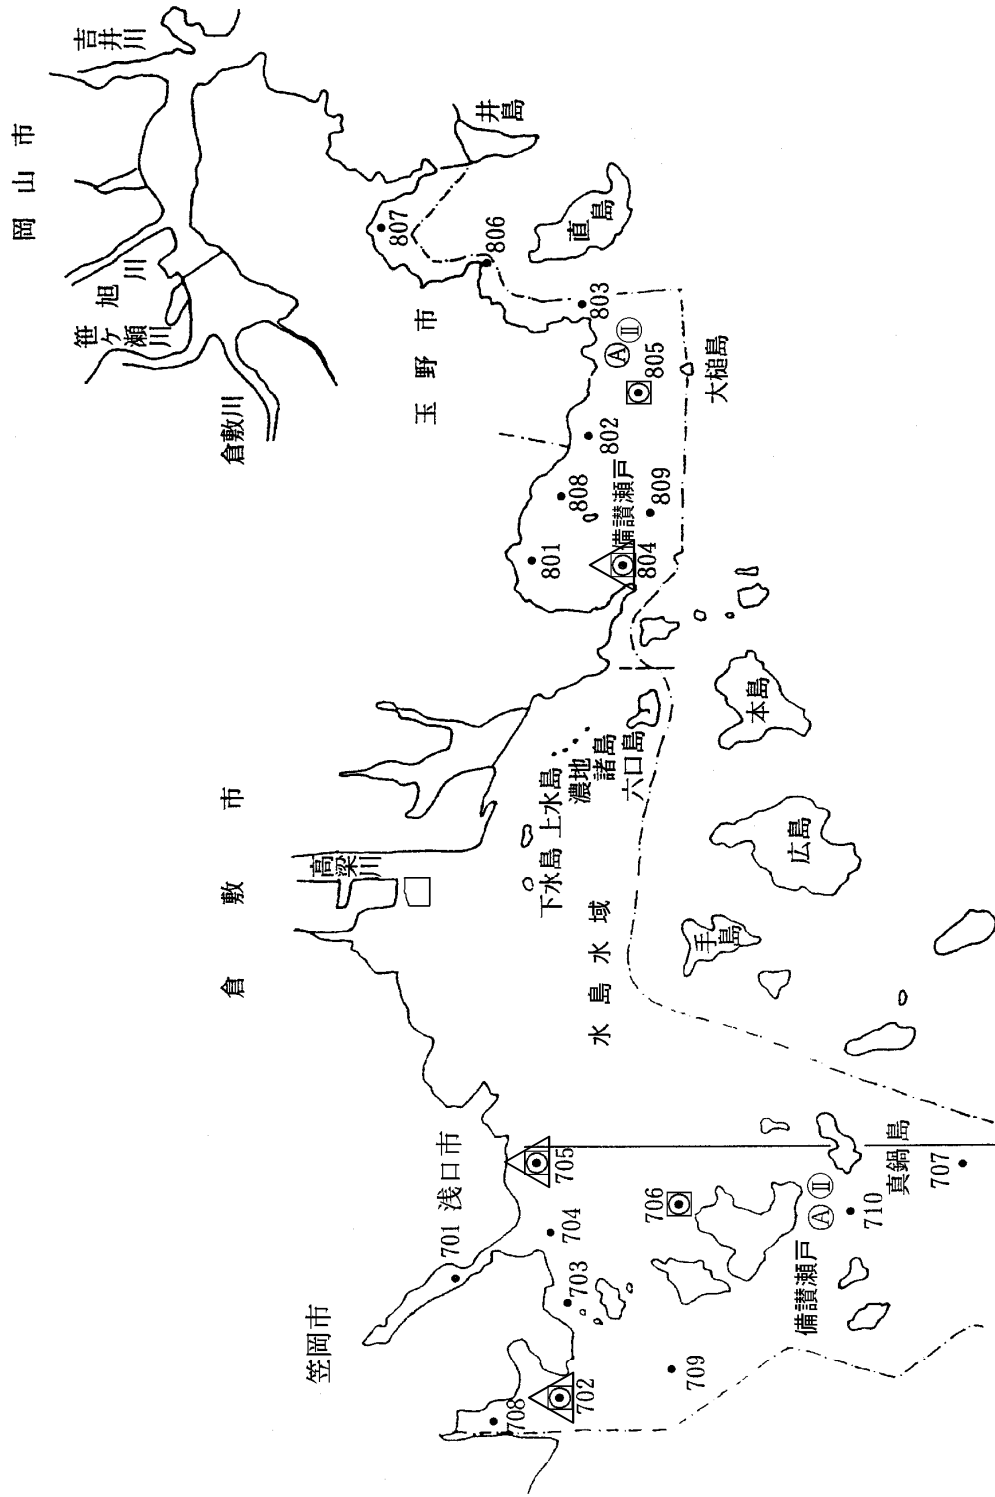 岡山市
吉井川
旭川
笹ヶ瀬川
倉敷川
玉野市
井島
直島
807
806
803
Ⓐ Ⅱ
805
大槌島
802
808
備讃瀬戸
809
801
804
倉敷市
高梁川
上水島
下水島
濃地諸島
六口島
本島
広島
手島
水島水域
浅口市
笠岡市
701
705
704
703
706
702
708
709
備讃瀬戸
Ⓐ Ⅱ
710
真鍋島
707